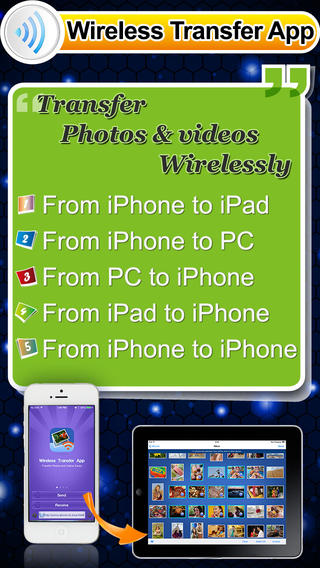 Wireless Transfer App
Transfer
Photos & videos
Wirelessly
1 From iPhone to iPad
2 From iPhone to PC
3 From PC to iPhone
4 From iPad to iPhone
5 From iPhone to iPhone
Wireless Transfer App
Send
Receive